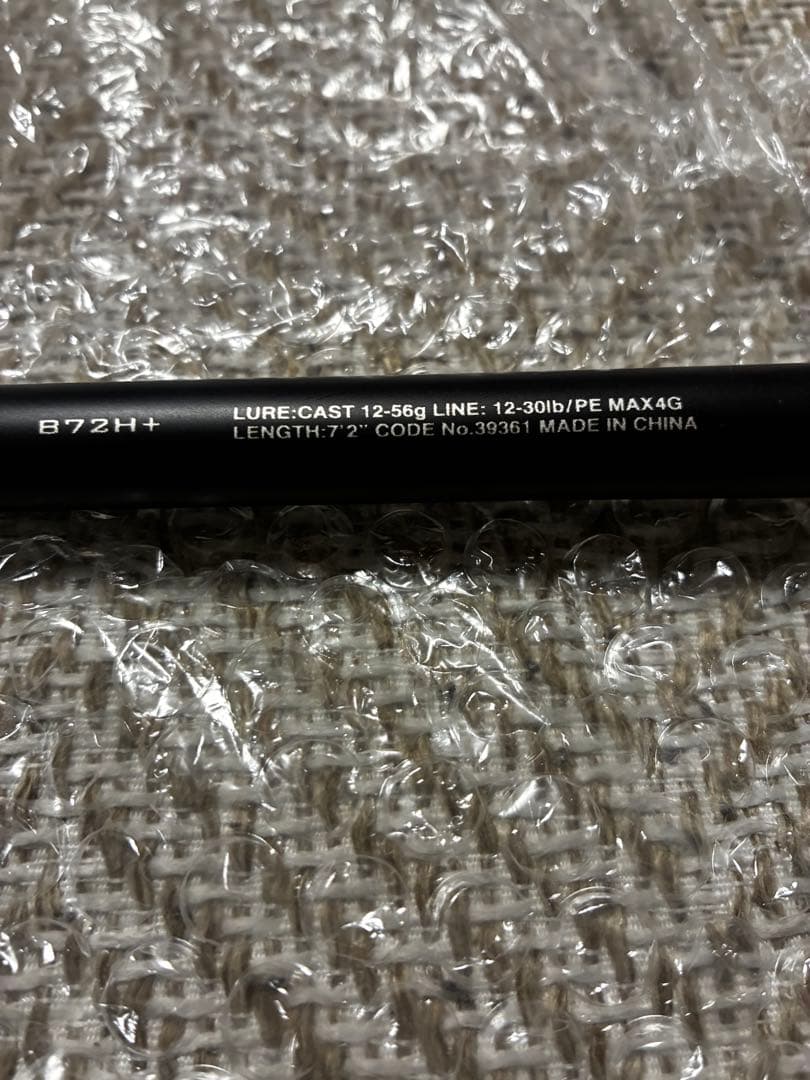 B72H+
LURE:CAST 12-56g LINE: 12-30lb/PE MAX4G
LENGTH:7'2" CODE No.39361 MADE IN CHINA